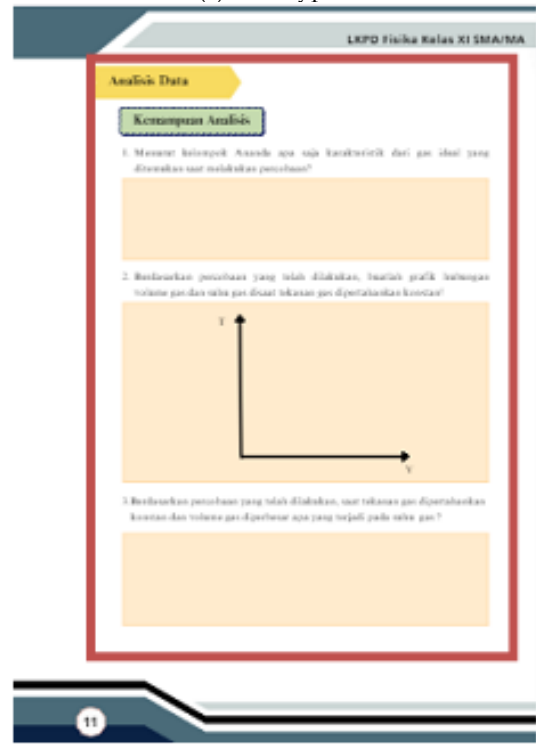 LKPD Fisika Kelas XI SMA/MA
Analisis Data
Kemampuan Analisis
1. Menurut kelompok Ananda apa saja karakteristik dari gas ideal yang
ditemukan saat melakukan percobaan?
2. Berdasarkan percobaan yang telah dilakukan, buatlah grafik hubungan
volume gas dan suhu gas disaat tekanan gas dipertahankan konstan!
T
V
3.Berdasarkan percobaan yang telah dilakukan, saat tekanan gas dipertahankan
konstan dan volume gas diperbesar apa yang terjadi pada suhu gas ?
11